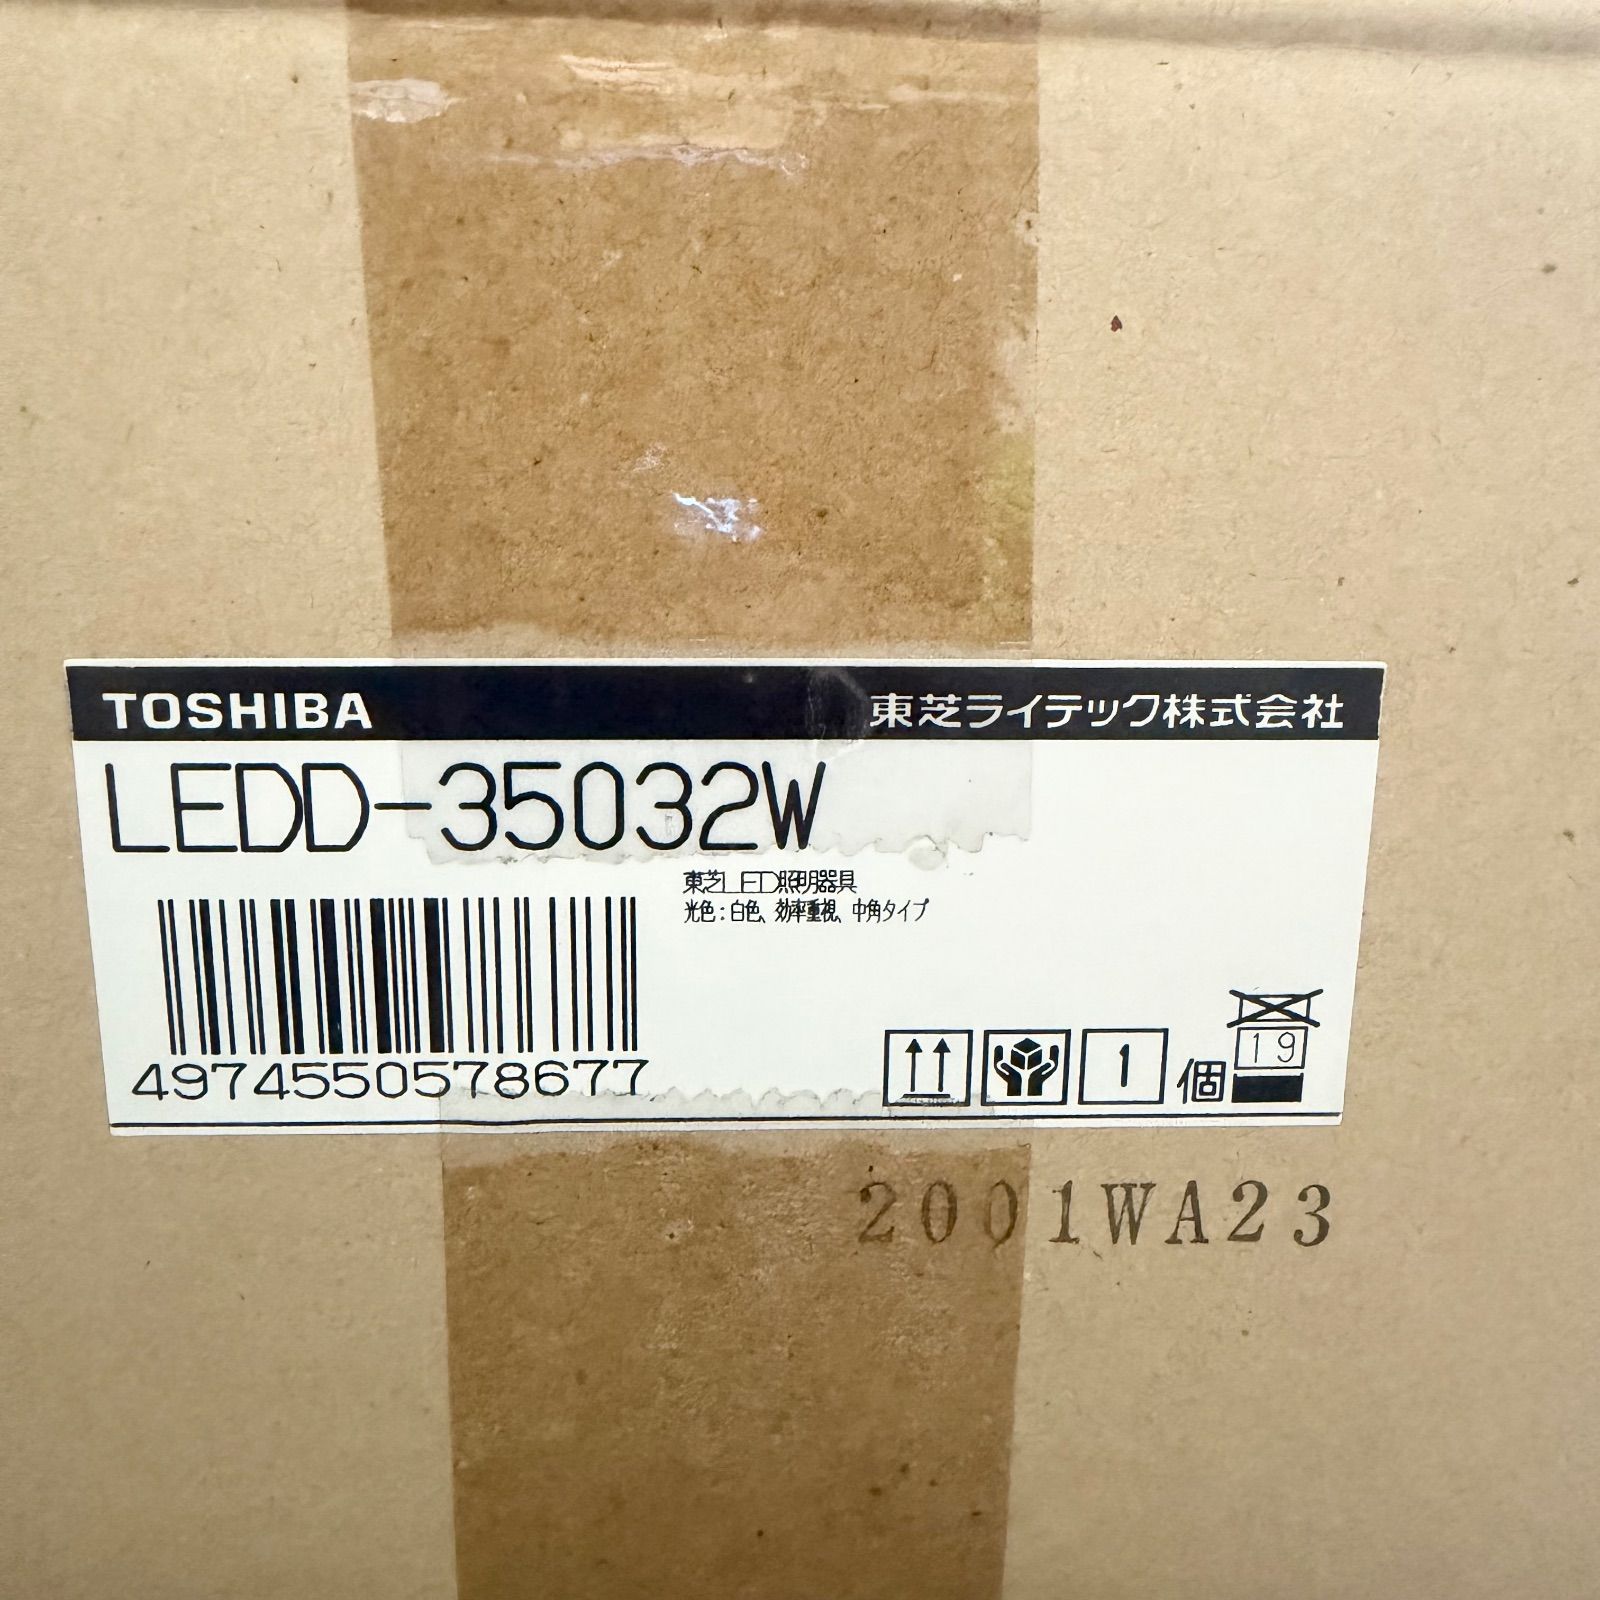 TOSHIBA 東芝ライテック株式会社
LEDD-35032W
東芝LED照明器具
光色：白色、効率重視、中角タイプ
4974550578677
1 個
19
2001WA23